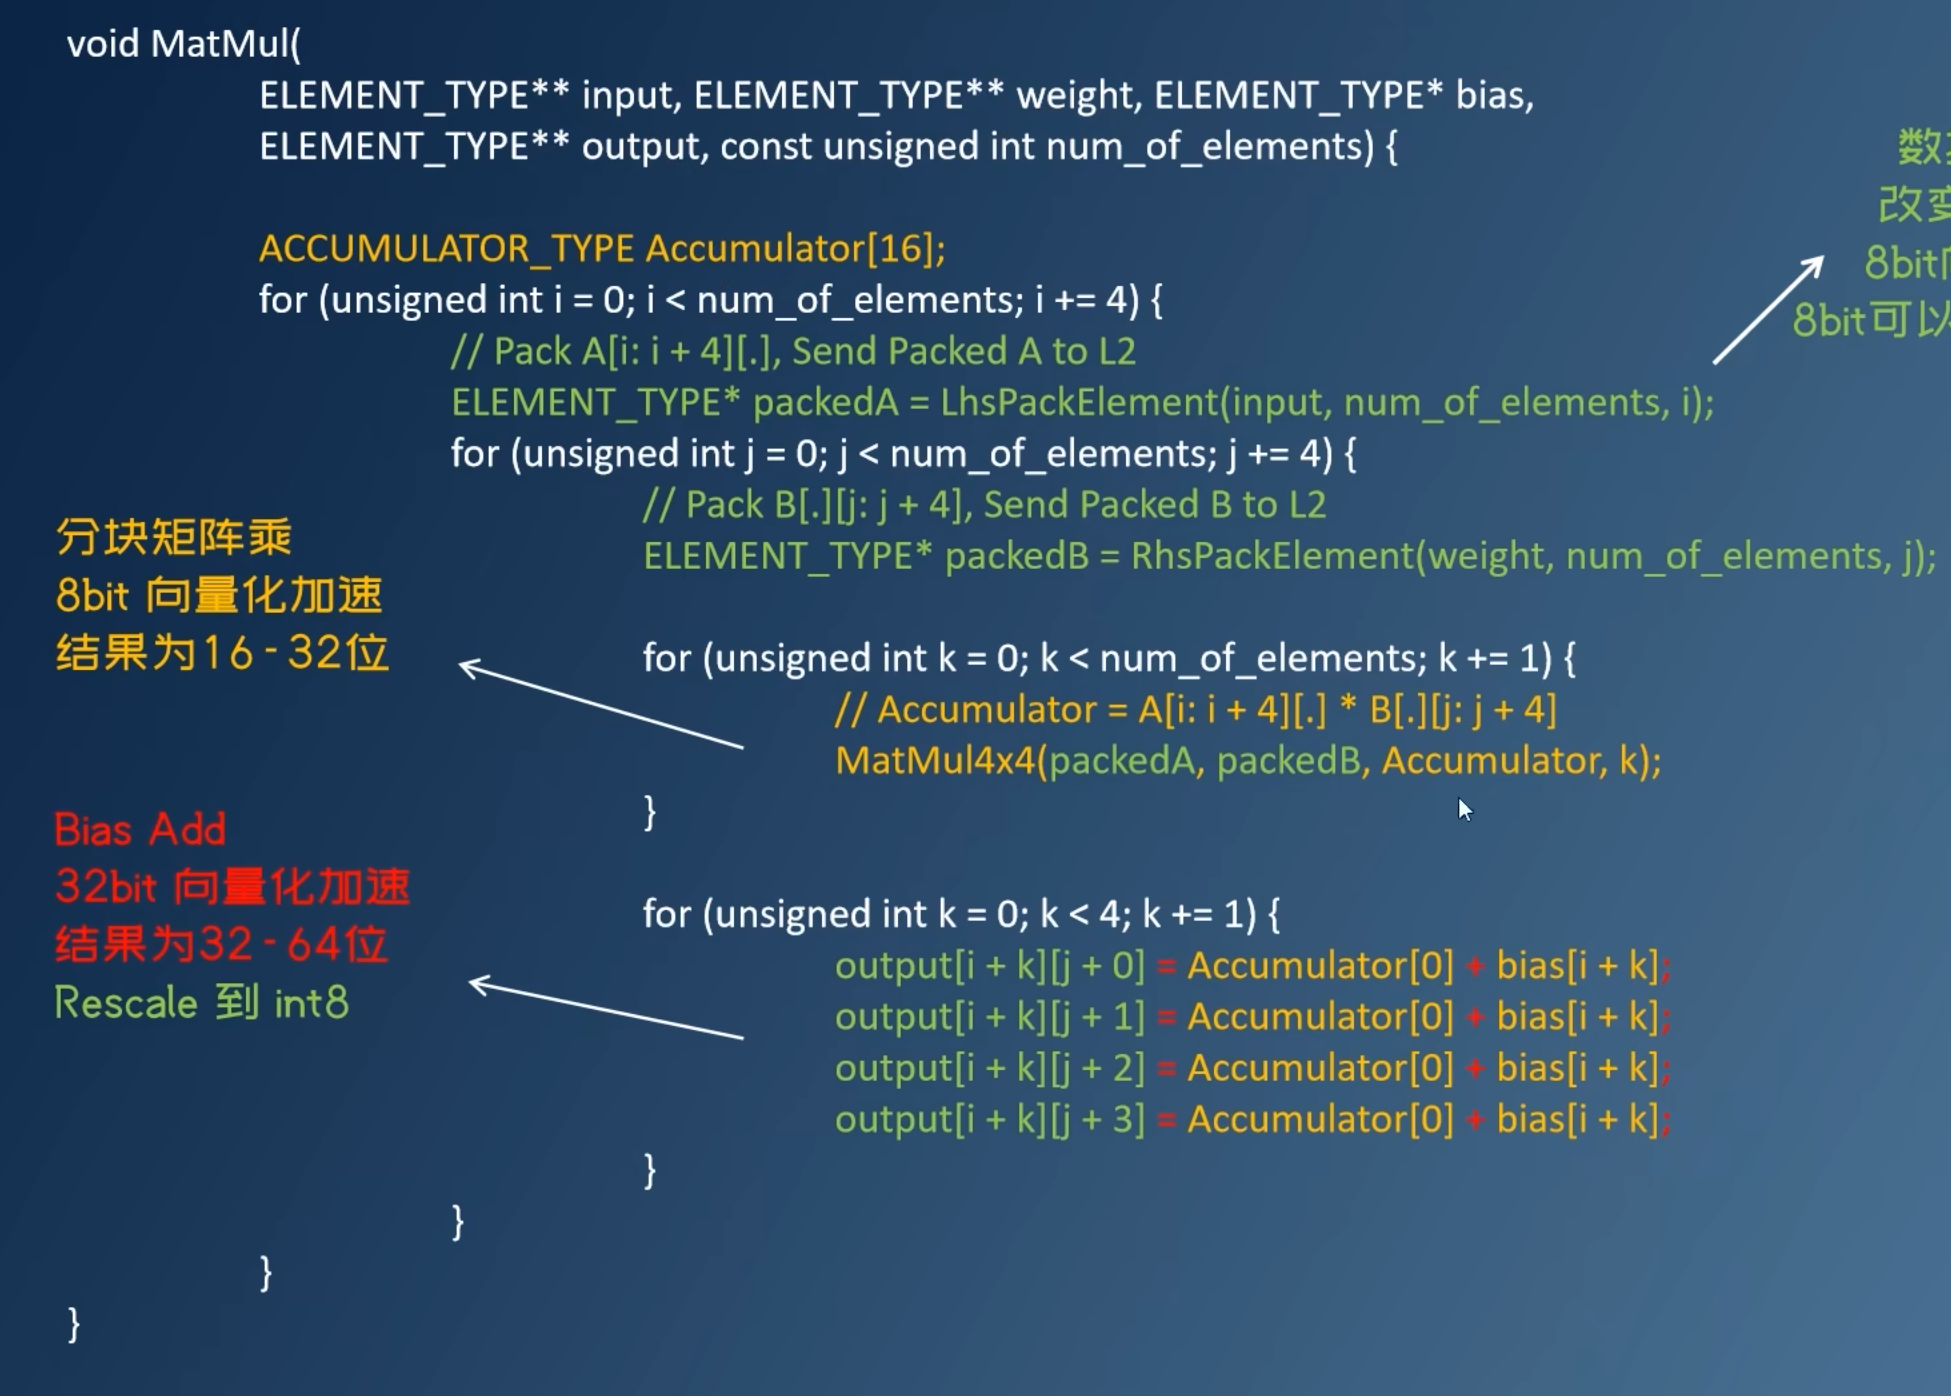 void MatMul(
ELEMENT_TYPE** input, ELEMENT_TYPE** weight, ELEMENT_TYPE* bias,
ELEMENT_TYPE** output, const unsigned int num_of_elements) {
ACCUMULATOR_TYPE Accumulator[16];
for (unsigned int i = 0; i < num_of_elements; i += 4) {
// Pack A[i: i + 4][.], Send Packed A to L2
ELEMENT_TYPE* packedA = LhsPackElement(input, num_of_elements, i);
for (unsigned int j = 0; j < num_of_elements; j += 4) {
// Pack B[.][j: j + 4], Send Packed B to L2
ELEMENT_TYPE* packedB = RhsPackElement(weight, num_of_elements, j);
for (unsigned int k = 0; k < num_of_elements; k += 1) {
// Accumulator = A[i: i + 4][.] * B[.][j: j + 4]
MatMul4x4(packedA, packedB, Accumulator, k);
}
for (unsigned int k = 0; k < 4; k += 1) {
output[i + k][j + 0] = Accumulator[0] + bias[i + k];
output[i + k][j + 1] = Accumulator[0] + bias[i + k];
output[i + k][j + 2] = Accumulator[0] + bias[i + k];
output[i + k][j + 3] = Accumulator[0] + bias[i + k];
}
}
}
}
分块矩阵乘
8bit 向量化加速
结果为16-32位
Bias Add
32bit 向量化加速
结果为32-64位
Rescale 到 int8
数
改变
8bit
8bit可以